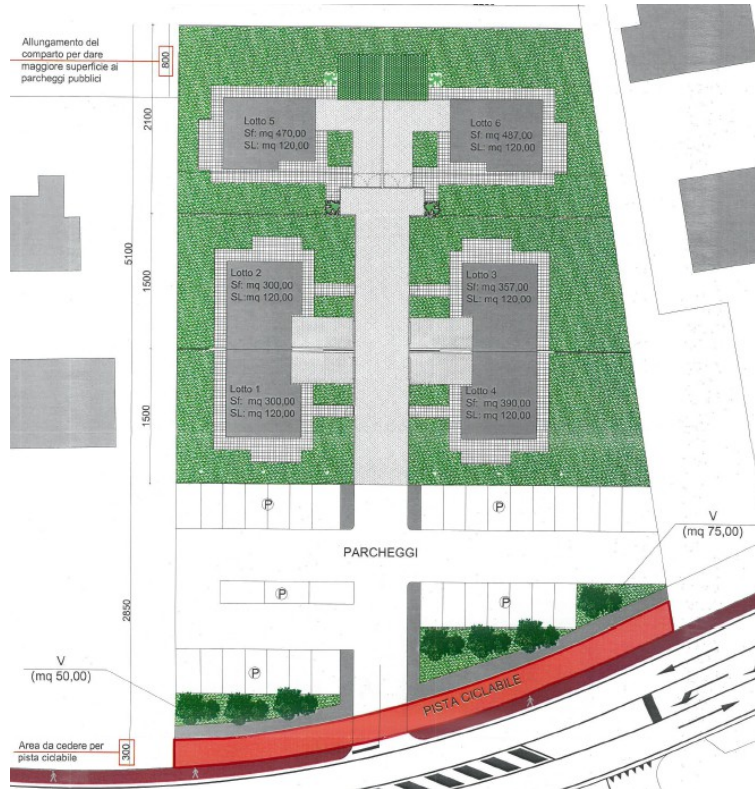 Allungamento del
comparto per dare
maggiore superficie ai
parcheggi pubblici
800
2100
Lotto 5
Sf: mq 470,00
SL: mq 120,00
Lotto 6
Sf: mq 487,00
SL: mq 120,00
5100
1500
Lotto 2
Sf: mq 300,00
SL: mq 120,00
Lotto 3
Sf: mq 357,00
SL: mq 120,00
1500
Lotto 1
Sf: mq 300,00
SL: mq 120,00
Lotto 4
Sf: mq 390,00
SL: mq 120,00
P
P
V
(mq 75,00)
PARCHEGGI
P
P
2850
V
(mq 50,00)
P
PISTA CICLABILE
Area da cedere per
pista ciclabile
300